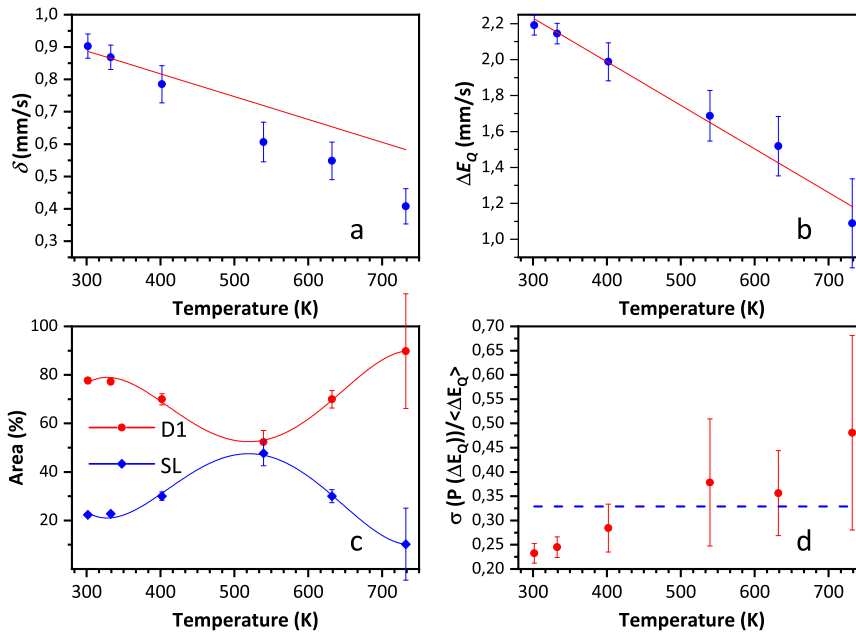 0,9
0,8
0,7
0,6
0,5
0,4
0,3
δ (mm/s)
300 400 500 600 700
Temperature (K)
a
2,2
2,0
1,8
1,6
1,4
1,2
1,0
ΔE_Q (mm/s)
300 400 500 600 700
Temperature (K)
b
100
80
60
40
20
Area (%)
D1
SL
300 400 500 600 700
Temperature (K)
c
0,70
0,65
0,60
0,55
0,50
0,45
0,40
0,35
0,30
0,25
0,20
σ (P (ΔE_Q))/<ΔE_Q>
300 400 500 600 700
Temperature (K)
d